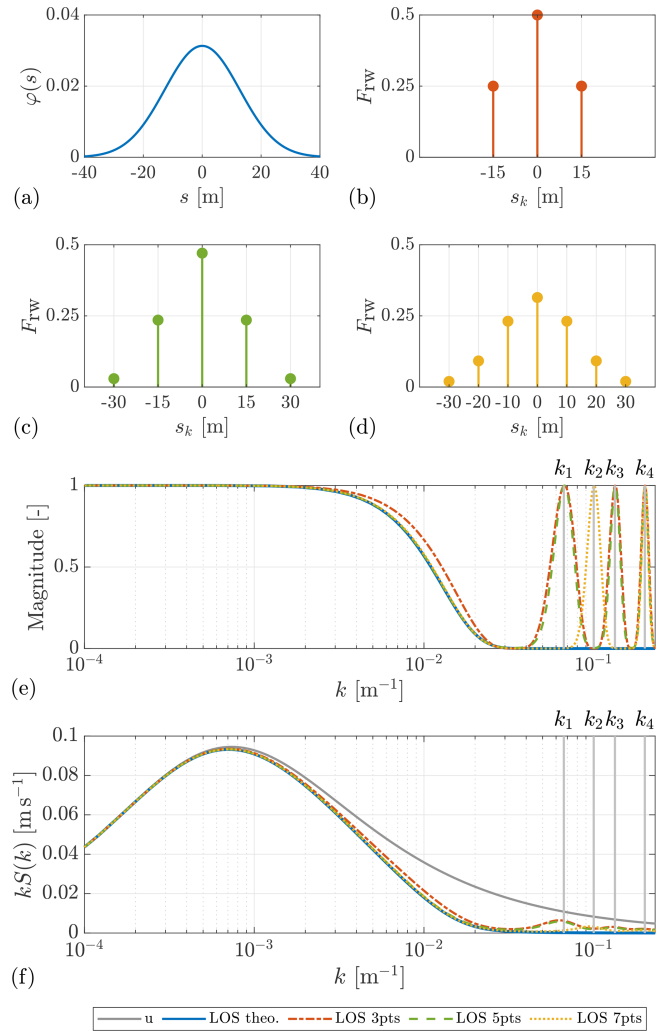 0.04
0.02
0
φ(s)
-40 -20 0 20 40
s [m]
(a)
0.5
0.25
0
F_rw
-15 0 15
s_k [m]
(b)
0.5
0.25
0
F_rw
-30 -15 0 15 30
s_k [m]
(c)
0.5
0.25
0
F_rw
-30 -20 -10 0 10 20 30
s_k [m]
(d)
k_1 k_2 k_3 k_4
1
0.5
0
Magnitude [-]
10^-4 10^-3 10^-2 10^-1
k [m^-1]
(e)
k_1 k_2 k_3 k_4
0.1
0.08
0.06
0.04
0.02
0
kS(k) [m s^-1]
10^-4 10^-3 10^-2 10^-1
k [m^-1]
(f)
u LOS theo. LOS 3pts LOS 5pts LOS 7pts